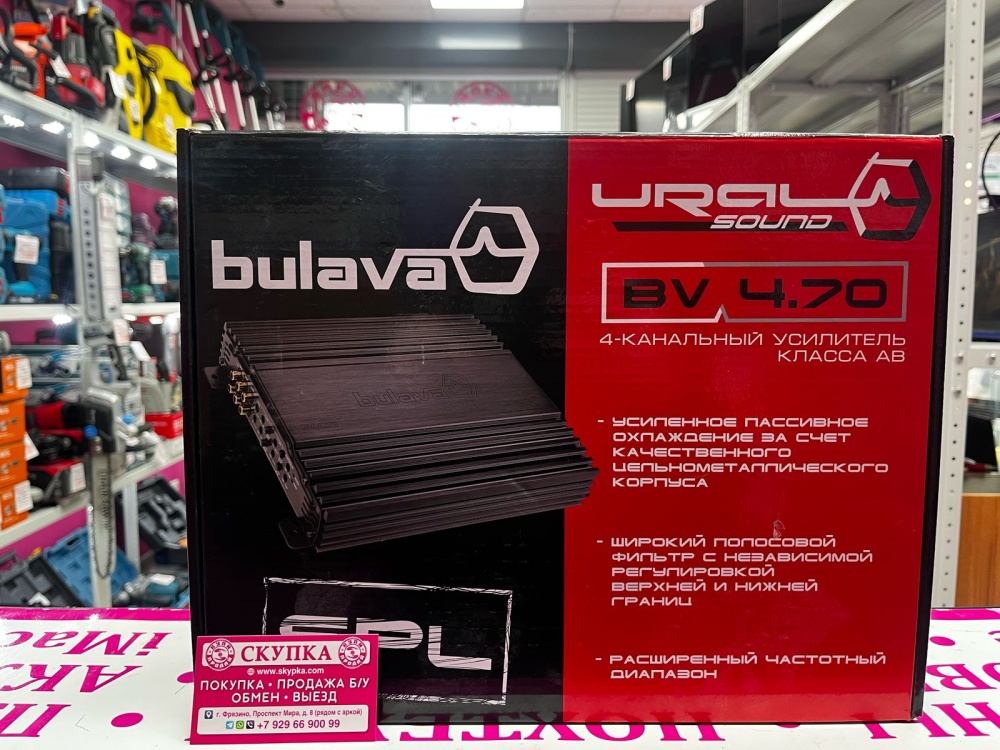 bulava
URAL
SOUND
BV 4.70
4-КАНАЛЬНЫЙ УСИЛИТЕЛЬ
КЛАССА АВ
- УСИЛЕННОЕ ПАССИВНОЕ
ОХЛАЖДЕНИЕ ЗА СЧЕТ
КАЧЕСТВЕННОГО
ЦЕЛЬНОМЕТАЛЛИЧЕСКОГО
КОРПУСА
- ШИРОКИЙ ПОЛОСОВОЙ
ФИЛЬТР С НЕЗАВИСИМОЙ
РЕГУЛИРОВКОЙ
ВЕРХНЕЙ И НИЖНЕЙ
ГРАНИЦ
- РАСШИРЕННЫЙ ЧАСТОТНЫЙ
ДИАПАЗОН
bulava
SPL
СКУПКА
www.skypka.com
ПОКУПКА • ПРОДАЖА Б/У
ОБМЕН • ВЫЕЗД
г. Фрязино, Проспект Мира, д. 8 (рядом с аркой)
+7 929 66 900 99
iMac